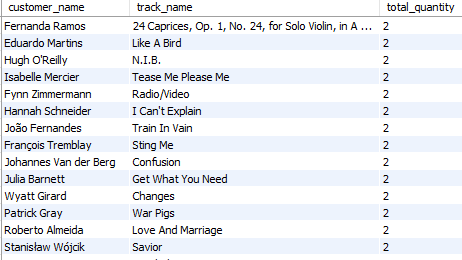 customer_name track_name total_quantity
Fernanda Ramos 24 Caprices, Op. 1, No. 24, for Solo Violin, in A ... 2
Eduardo Martins Like A Bird 2
Hugh O'Reilly N.I.B. 2
Isabelle Mercier Tease Me Please Me 2
Fynn Zimmermann Radio/Video 2
Hannah Schneider I Can't Explain 2
João Fernandes Train In Vain 2
François Tremblay Sting Me 2
Johannes Van der Berg Confusion 2
Julia Barnett Get What You Need 2
Wyatt Girard Changes 2
Patrick Gray War Pigs 2
Roberto Almeida Love And Marriage 2
Stanisław Wójcik Savior 2